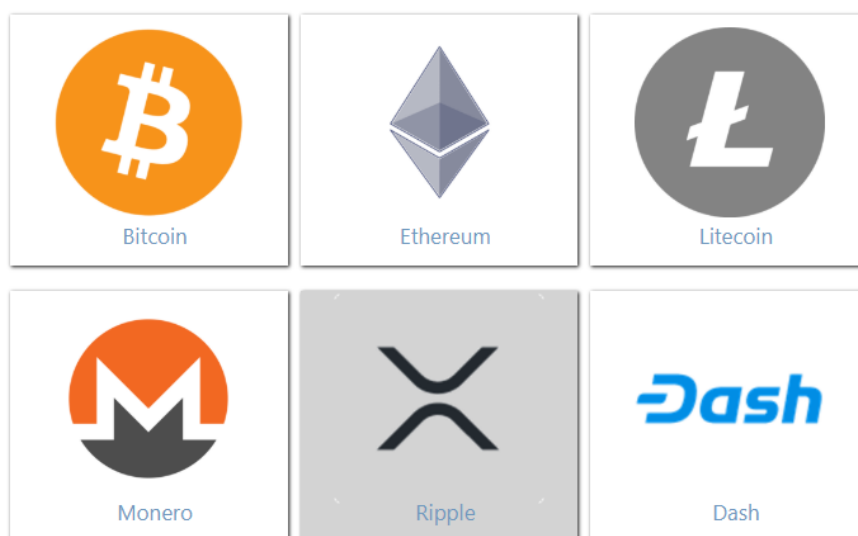 Bitcoin
Ethereum
Litecoin
Monero
Ripple
Dash
Dash